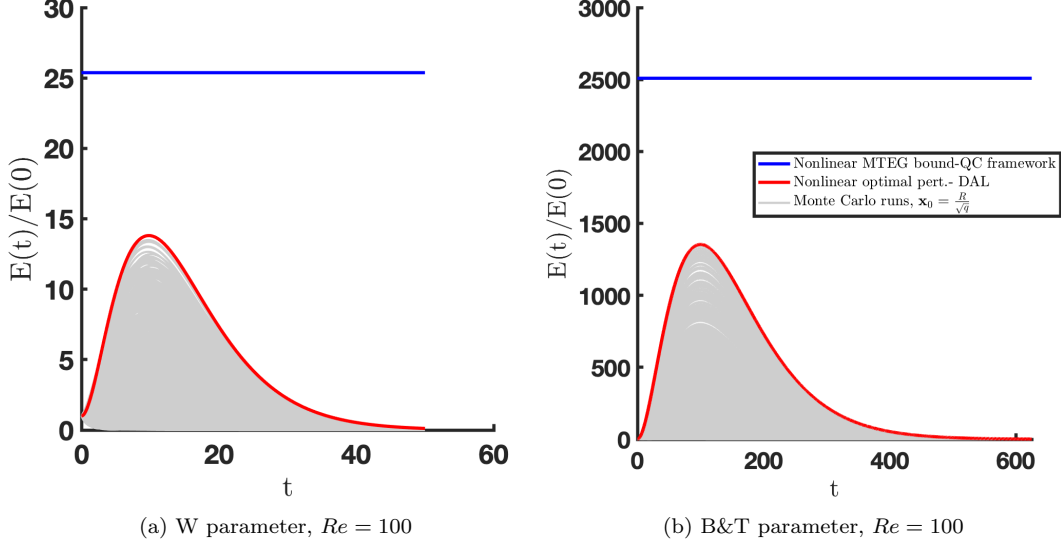 30
25
20
15
10
5
0
E(t)/E(0)
0
20
40
60
t
(a) W parameter, Re = 100
3000
2500
2000
1500
1000
500
0
E(t)/E(0)
Nonlinear MTEG bound-QC framework
Nonlinear optimal pert.- DAL
Monte Carlo runs, x₀ = R/√q
0
200
400
600
t
(b) B&T parameter, Re = 100